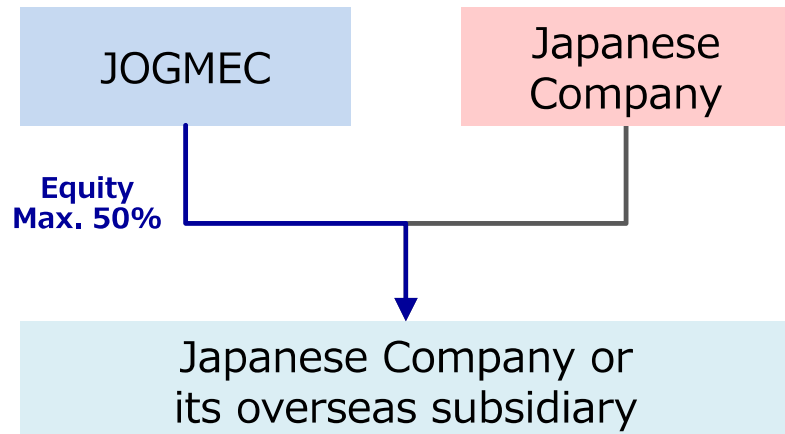 JOGMEC
Japanese
Company
Equity
Max. 50%
Japanese Company or
its overseas subsidiary